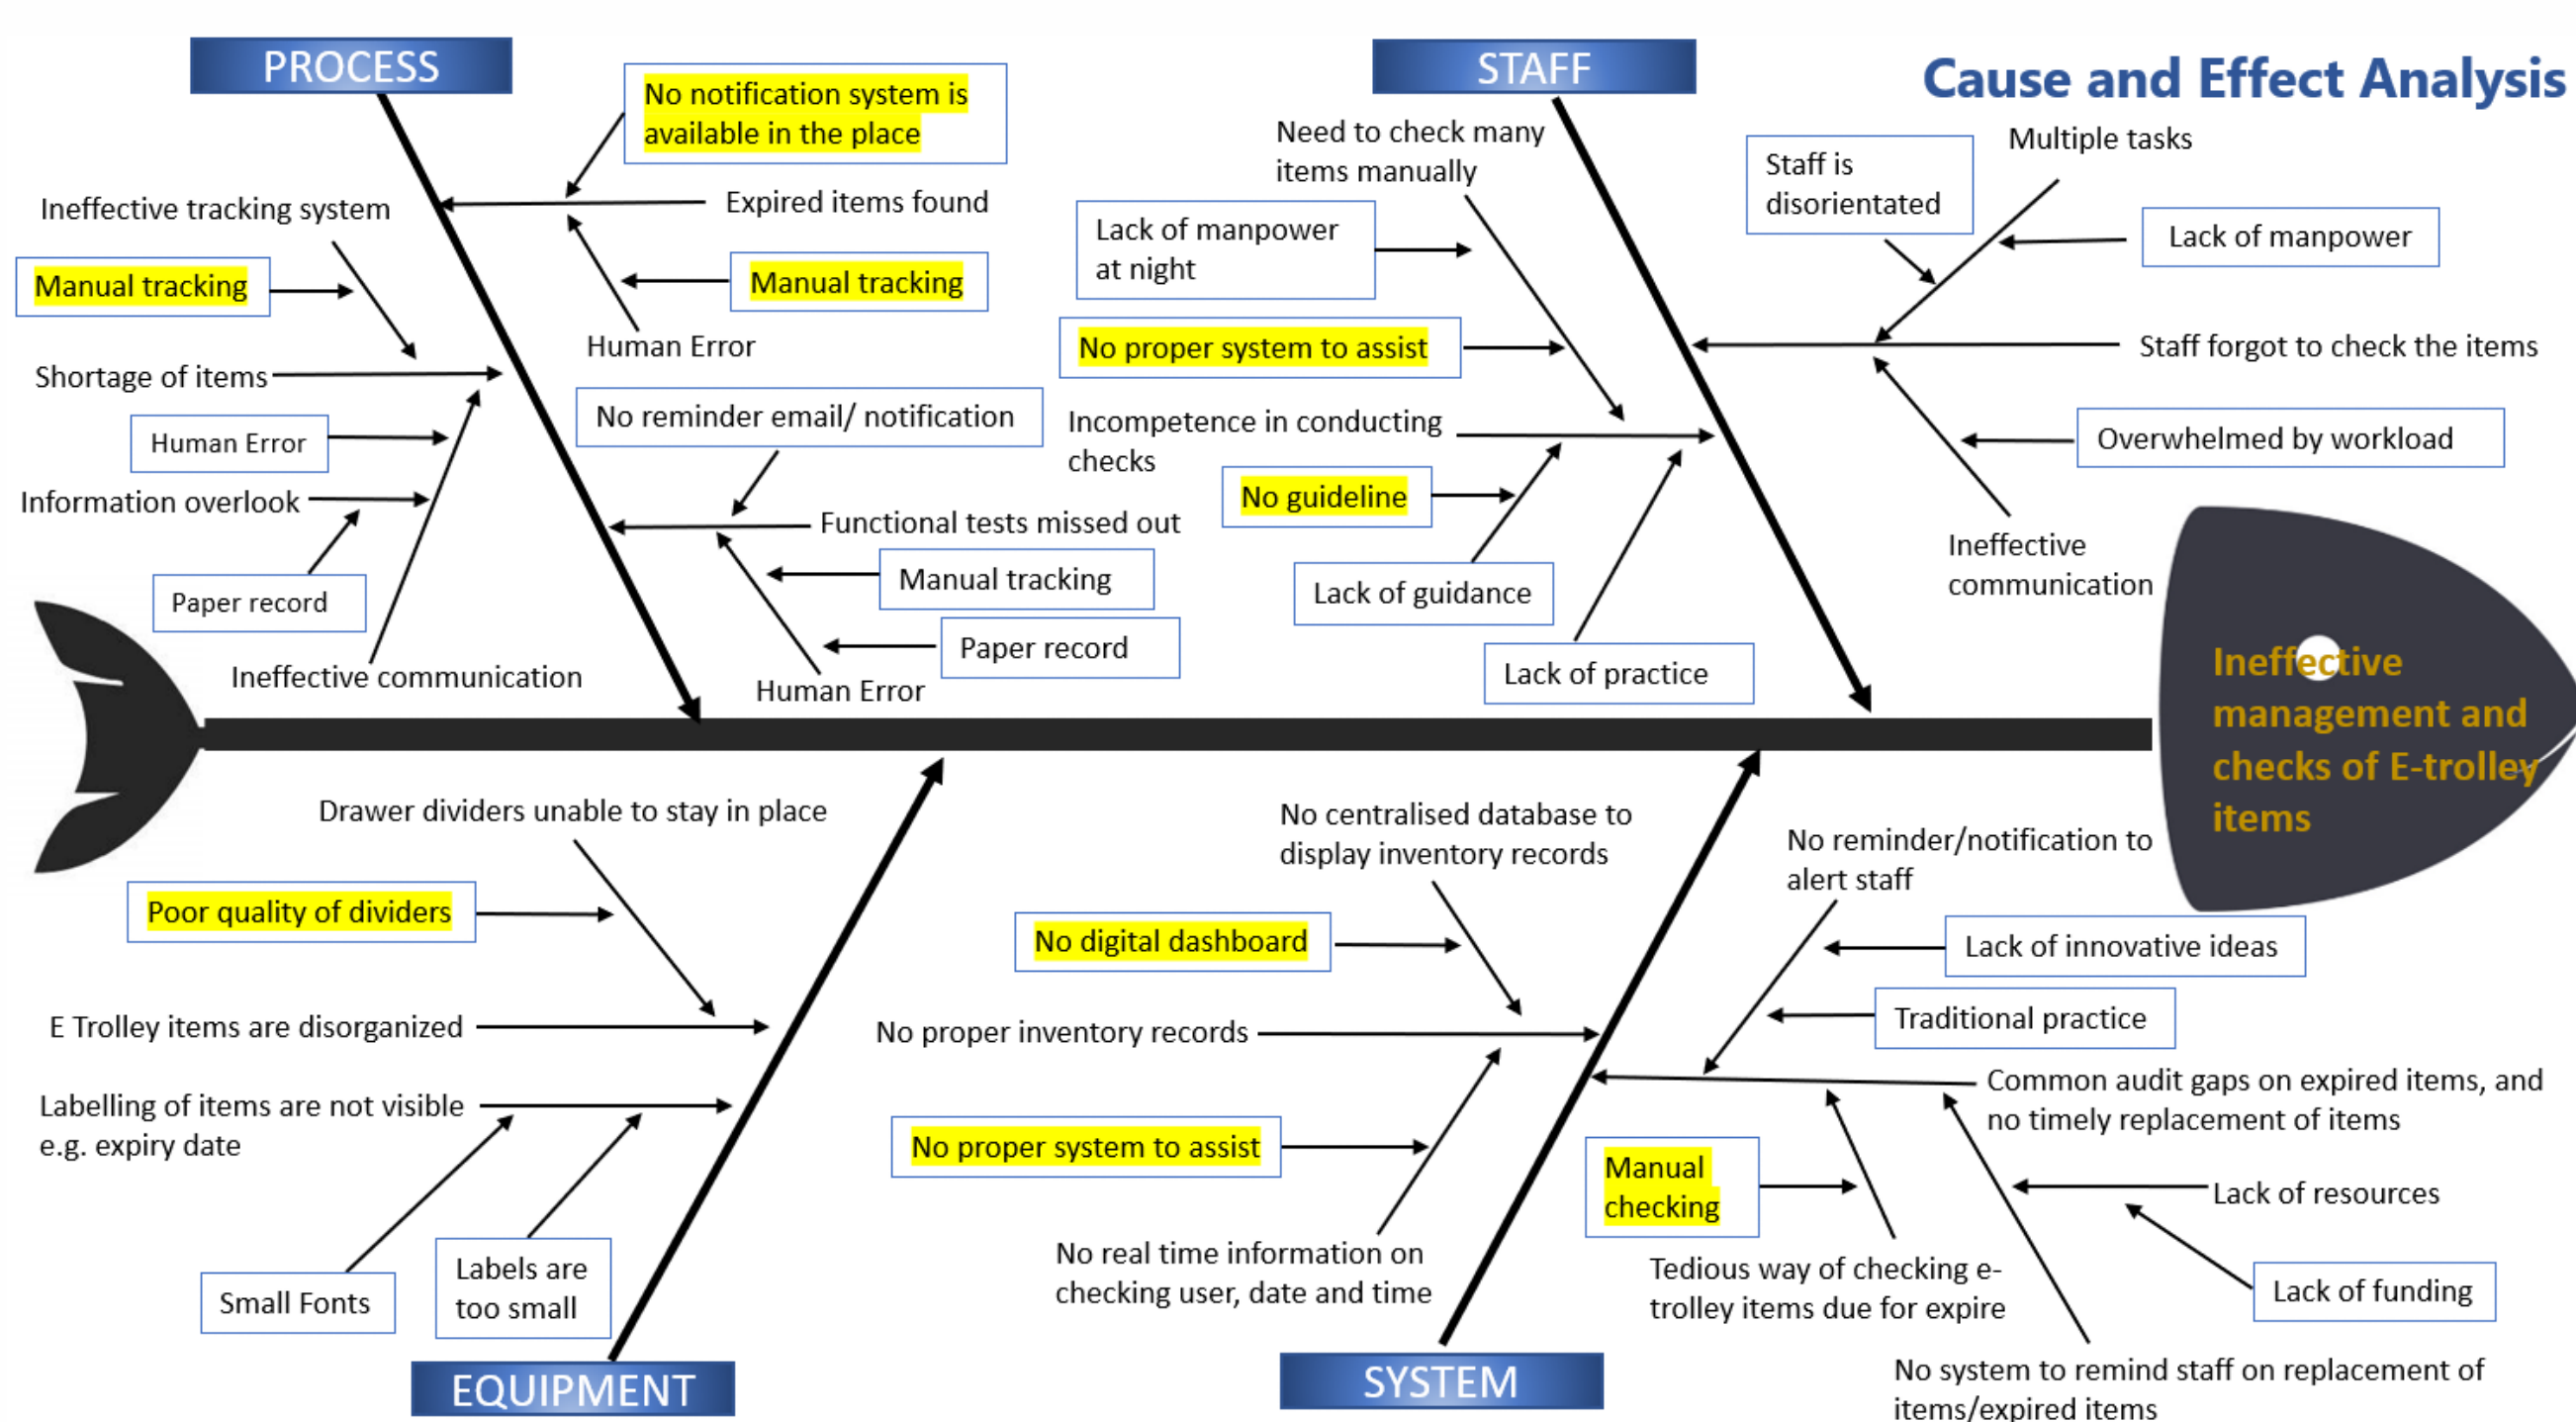 PROCESS
STAFF
Cause and Effect Analysis
No notification system is
available in the place
Ineffective tracking system
Expired items found
Manual tracking
Manual tracking
Human Error
Shortage of items
Human Error
No reminder email/ notification
Information overlook
Functional tests missed out
Manual tracking
Paper record
Paper record
Ineffective communication
Human Error
Need to check many
items manually
Lack of manpower
at night
No proper system to assist
Incompetence in conducting
checks
No guideline
Lack of guidance
Lack of practice
Staff is
disorientated
Multiple tasks
Lack of manpower
Staff forgot to check the items
Overwhelmed by workload
Ineffective
communication
Ineffective
management and
checks of E-trolley
items
Drawer dividers unable to stay in place
Poor quality of dividers
E Trolley items are disorganized
Labelling of items are not visible
e.g. expiry date
Small Fonts
Labels are
too small
EQUIPMENT
No centralised database to
display inventory records
No digital dashboard
No proper inventory records
No proper system to assist
No real time information on
checking user, date and time
No reminder/notification to
alert staff
Lack of innovative ideas
Traditional practice
Common audit gaps on expired items, and
no timely replacement of items
Manual
checking
Lack of resources
Tedious way of checking e-
trolley items due for expire
Lack of funding
No system to remind staff on replacement of
items/expired items
SYSTEM